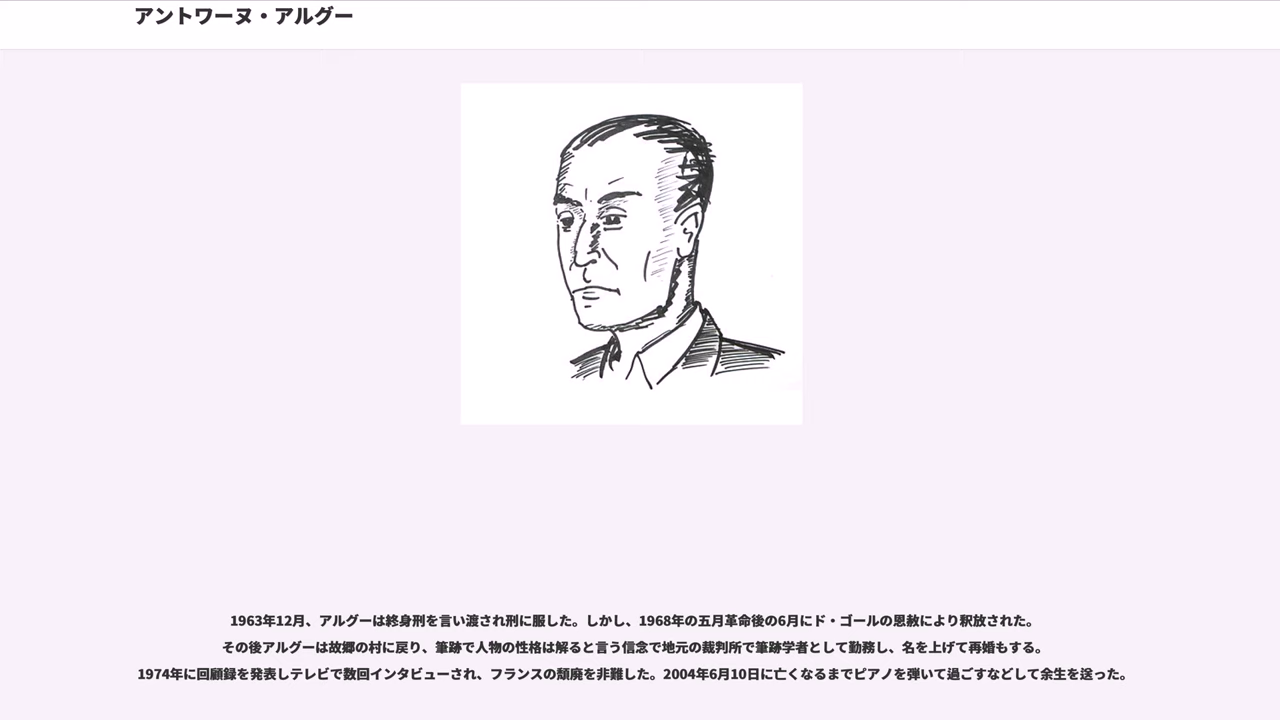 アントワーヌ・アルグー
1963年12月、アルグーは終身刑を言い渡され刑に服した。しかし、1968年の五月革命後の6月にド・ゴールの恩赦により釈放された。
その後アルグーは故郷の村に戻り、筆跡で人物の性格は解ると言う信念で地元の裁判所で筆跡学者として勤務し、名を上げて再婚もする。
1974年に回顧録を発表しテレビで数回インタビューされ、フランスの頽廃を非難した。2004年6月10日に亡くなるまでピアノを弾いて過ごすなどして余生を送った。